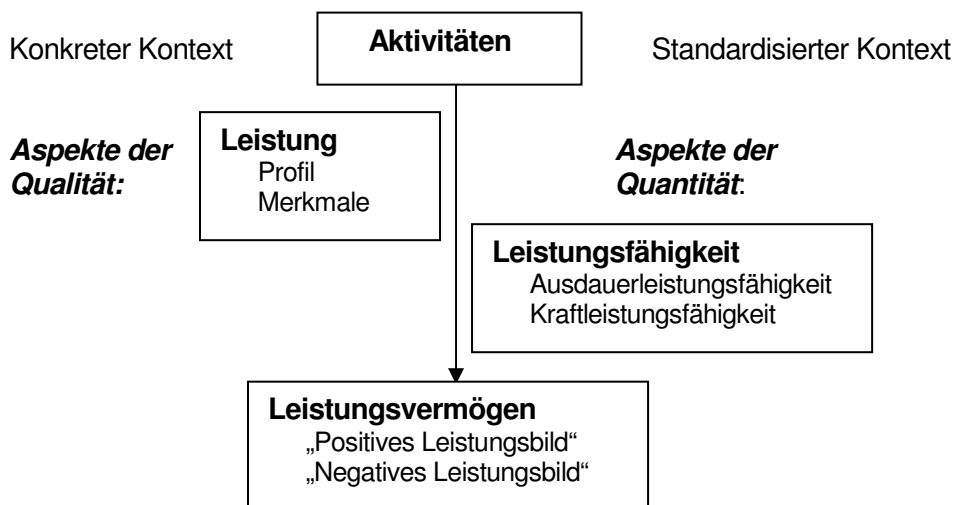 Konkreter Kontext
Aktivitäten
Standardisierter Kontext
Aspekte der
Qualität:
Leistung
Profil
Merkmale
Aspekte der
Quantität:
Leistungsfähigkeit
Ausdauerleistungsfähigkeit
Kraftleistungsfähigkeit
Leistungsvermögen
„Positives Leistungsbild“
„Negatives Leistungsbild“